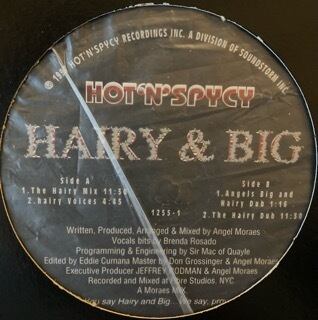 HOT'N'SPYCY RECORDINGS INC. A DIVISION OF SOUNDSTORM INC.
HOT'N'SPYCY
HAIRY & BIG
Side A
1.The Hairy Mix 11:30
2.hairy Voices 4:45
Side B
1.Angels Big and
Hairy Dub 1:16
2.The Hairy Dub 11:30
1255-1
Written, Produced, Arranged & Mixed by Angel Moraes
Vocals bits by Brenda Rosado
Programming & Engineering by Sir Mac of Quayle
Edited by Eddie Cumana Master by Don Grossinger & Angel Moraes
Executive Producer JEFFREY RODMAN & Angel Moraes
Recorded and Mixed at Hore Studios, NYC
A Moraes MiX
You say Hairy and Big... We say,